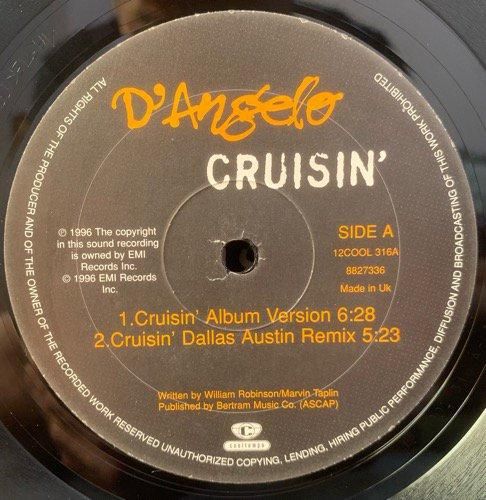 D'Angelo
CRUISIN'
SIDE A
12COOL 316A
8827336
Made in Uk
℗ 1996 The copyright
in this sound recording
is owned by EMI
Records Inc.
© 1996 EMI Records
Inc.
1.Cruisin' Album Version 6:28
2.Cruisin' Dallas Austin Remix 5:23
Written by William Robinson/Marvin Taplin
Published by Bertram Music Co. (ASCAP)
C
cooltempo
ALL RIGHTS OF THE PRODUCER AND OF THE OWNER OF THE RECORDED WORK RESERVED UNAUTHORIZED COPYING, LENDING, HIRING PUBLIC PERFORMANCE, DIFFUSION AND BROADCASTING OF THIS WORK PROHIBITED